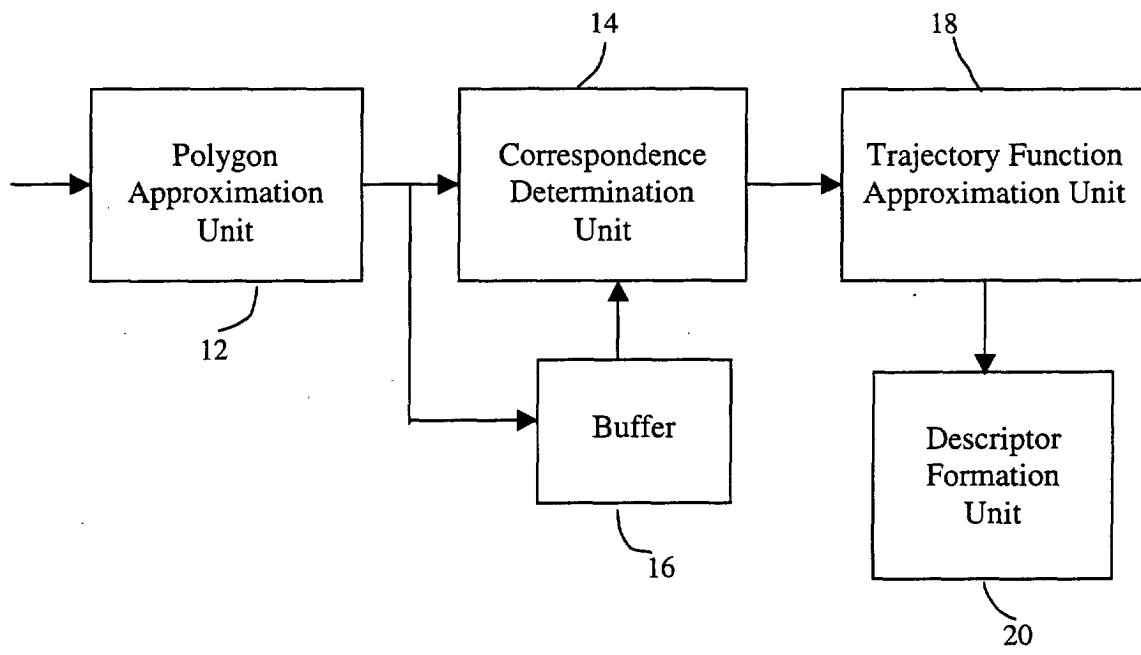 14
18
Polygon
Approximation
Unit
Correspondence
Determination
Unit
Trajectory Function
Approximation Unit
12
Buffer
Descriptor
Formation
Unit
16
20